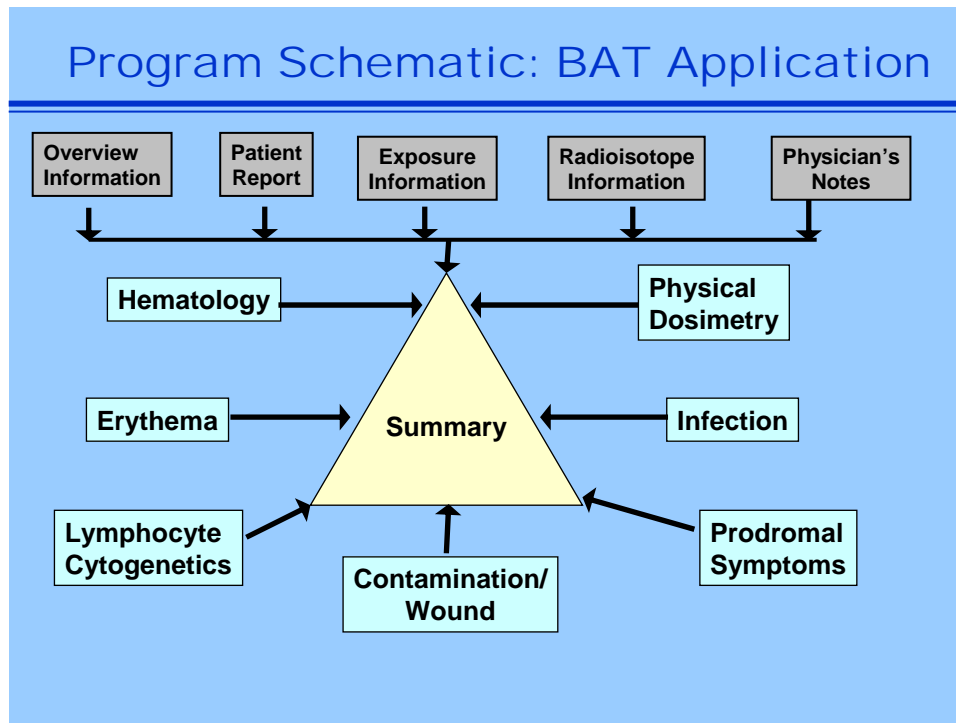 Program Schematic: BAT Application
Overview
Information
Patient
Report
Exposure
Information
Radioisotope
Information
Physician’s
Notes
Hematology
Physical
Dosimetry
Erythema
Summary
Infection
Lymphocyte
Cytogenetics
Contamination/
Wound
Prodromal
Symptoms